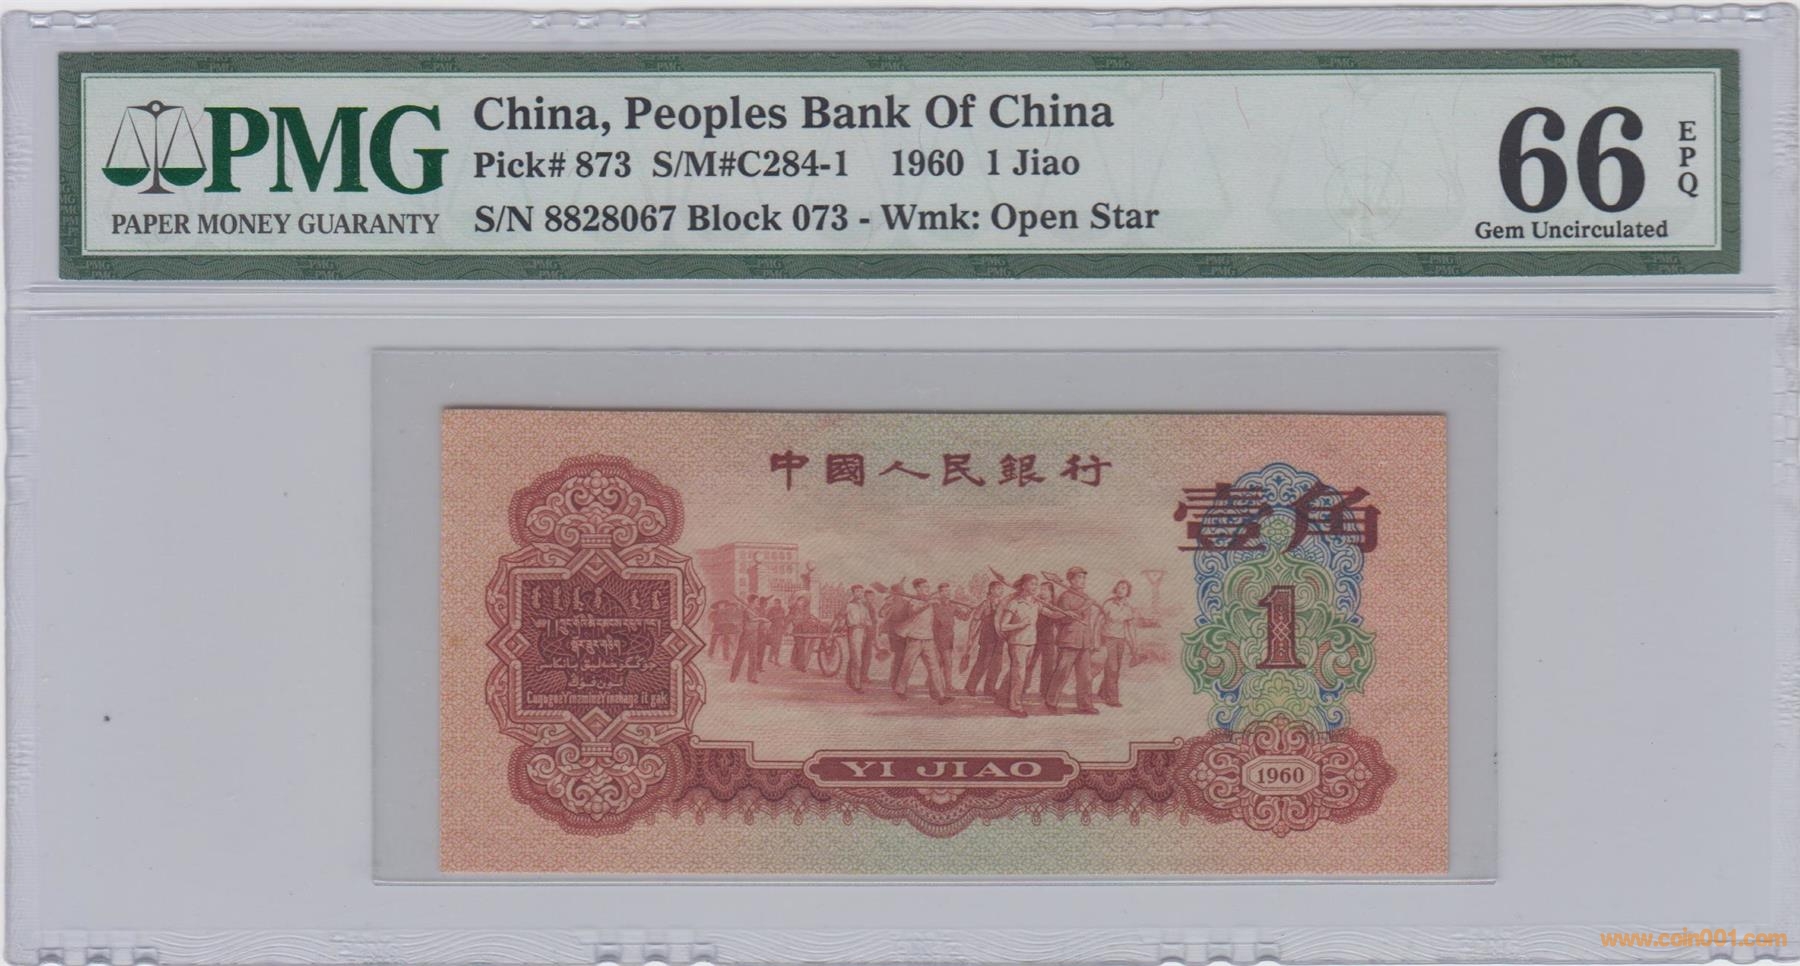 PMG
PAPER MONEY GUARANTY
China, Peoples Bank Of China
Pick# 873 S/M#C284-1 1960 1 Jiao
S/N 8828067 Block 073 - Wmk: Open Star
66
EPQ
Gem Uncirculated
中國人民銀行
壹角
1
YI JIAO
1960
www.coin001.com